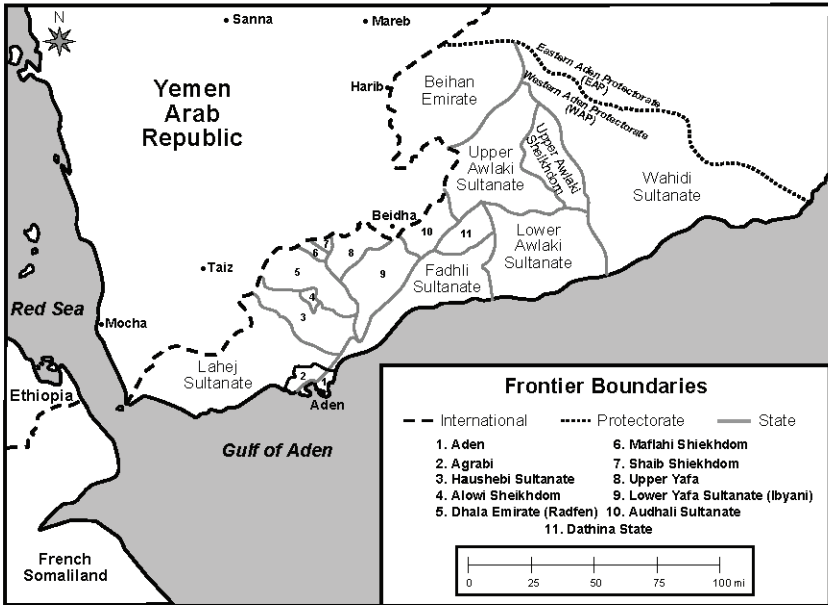 N
Sanna
Mareb
Yemen
Arab
Republic
Harib
Beihan
Emirate
Eastern Aden Protectorate
(EAP)
Western Aden Protectorate
(WAP)
Upper
Awlaki
Sultanate
Upper Awlaki
Sheikhdom
Wahidi
Sultanate
Beidha
10
11
Lower
Awlaki
Sultanate
7
6
8
5
9
Fadhli
Sultanate
Taiz
4
3
Red Sea
Mocha
Lahej
Sultanate
2
1
Aden
Ethiopia
Gulf of Aden
French
Somaliland
Frontier Boundaries
International Protectorate State
1. Aden 6. Maflahi Shiekhdom
2. Agrabi 7. Shaib Shiekhdom
3. Haushebi Sultanate 8. Upper Yafa
4. Alowi Sheikhdom 9. Lower Yafa Sultanate (Ibyani)
5. Dhala Emirate (Radfen) 10. Audhali Sultanate
11. Dathina State
0 25 50 75 100 mi